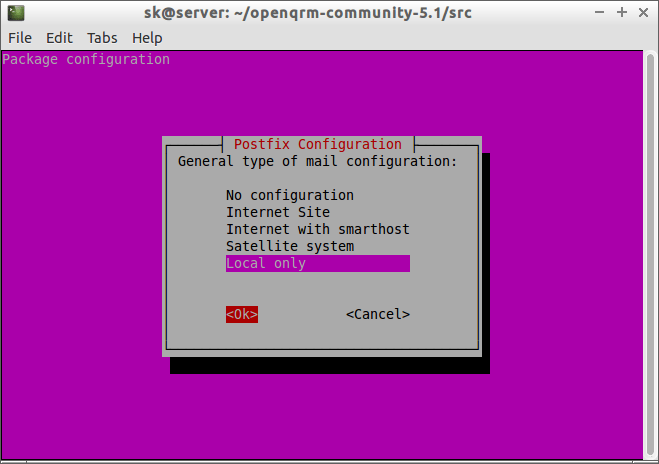 sk@server: ~/openqrm-community-5.1/src
File Edit Tabs Help
Package configuration
Postfix Configuration
General type of mail configuration:
No configuration
Internet Site
Internet with smarthost
Satellite system
Local only
<Ok> <Cancel>